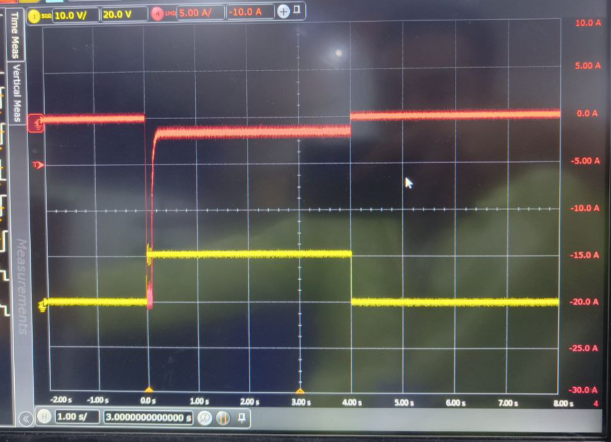 Time Meas
Vertical Meas
Measurements
10.0 V/
20.0 V
5.00 A/
-10.0 A
10.0 A
5.00 A
0.0 A
-5.00 A
-10.0 A
-15.0 A
-20.0 A
-25.0 A
-30.0 A
-2.00 s -1.00 s 0.0 s 1.00 s 2.00 s 3.00 s 4.00 s 5.00 s 6.00 s 7.00 s 8.00 s 4
H 1.00 s/ 3.0000000000000 s